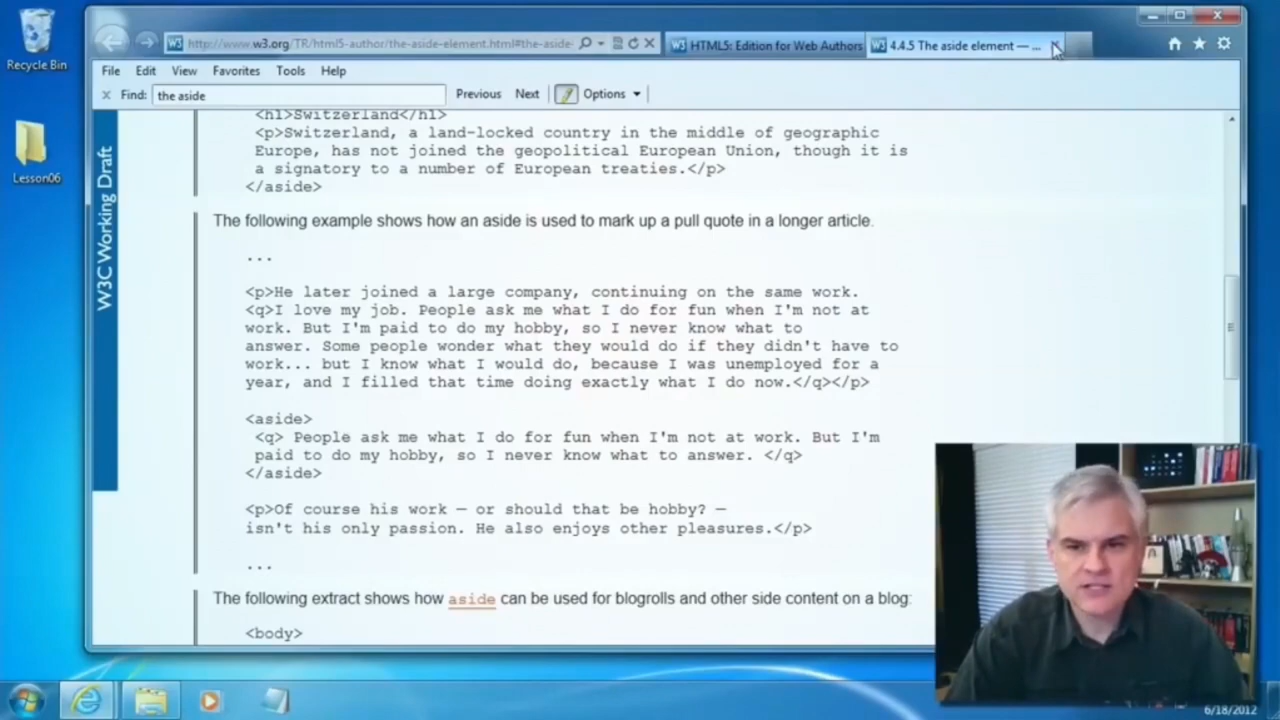 Recycle Bin
Lesson06
http://www.w3.org/TR/html5-author/the-aside-element.html#the-aside-
HTML5: Edition for Web Authors
4.4.5 The aside element — ...
File Edit View Favorites Tools Help
Find: the aside Previous Next Options
W3C Working Draft
<h1>Switzerland</h1>
<p>Switzerland, a land-locked country in the middle of geographic
Europe, has not joined the geopolitical European Union, though it is
a signatory to a number of European treaties.</p>
</aside>
The following example shows how an aside is used to mark up a pull quote in a longer article.
...
<p>He later joined a large company, continuing on the same work.
<q>I love my job. People ask me what I do for fun when I'm not at
work. But I'm paid to do my hobby, so I never know what to
answer. Some people wonder what they would do if they didn't have to
work... but I know what I would do, because I was unemployed for a
year, and I filled that time doing exactly what I do now.</q></p>
<aside>
<q> People ask me what I do for fun when I'm not at work. But I'm
paid to do my hobby, so I never know what to answer. </q>
</aside>
<p>Of course his work — or should that be hobby? —
isn't his only passion. He also enjoys other pleasures.</p>
...
The following extract shows how aside can be used for blogrolls and other side content on a blog:
<body>
6/18/2012